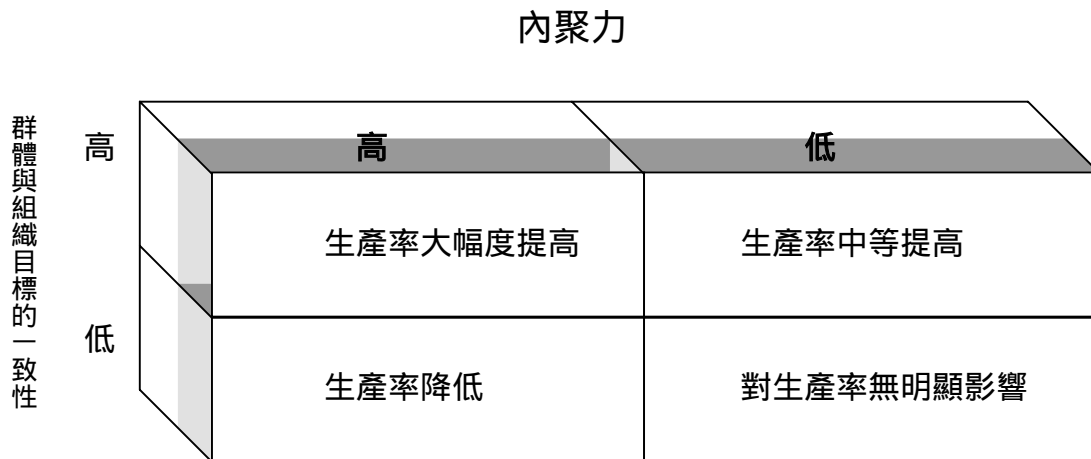 內聚力
群體與組織目標的一致性
高
高
低
生產率大幅度提高
生產率中等提高
低
生產率降低
對生產率無明顯影響